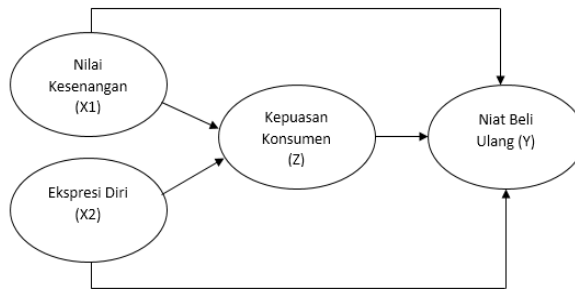 Nilai
Kesenangan
(X1)
Kepuasan
Konsumen
(Z)
Niat Beli
Ulang (Y)
Ekspresi Diri
(X2)